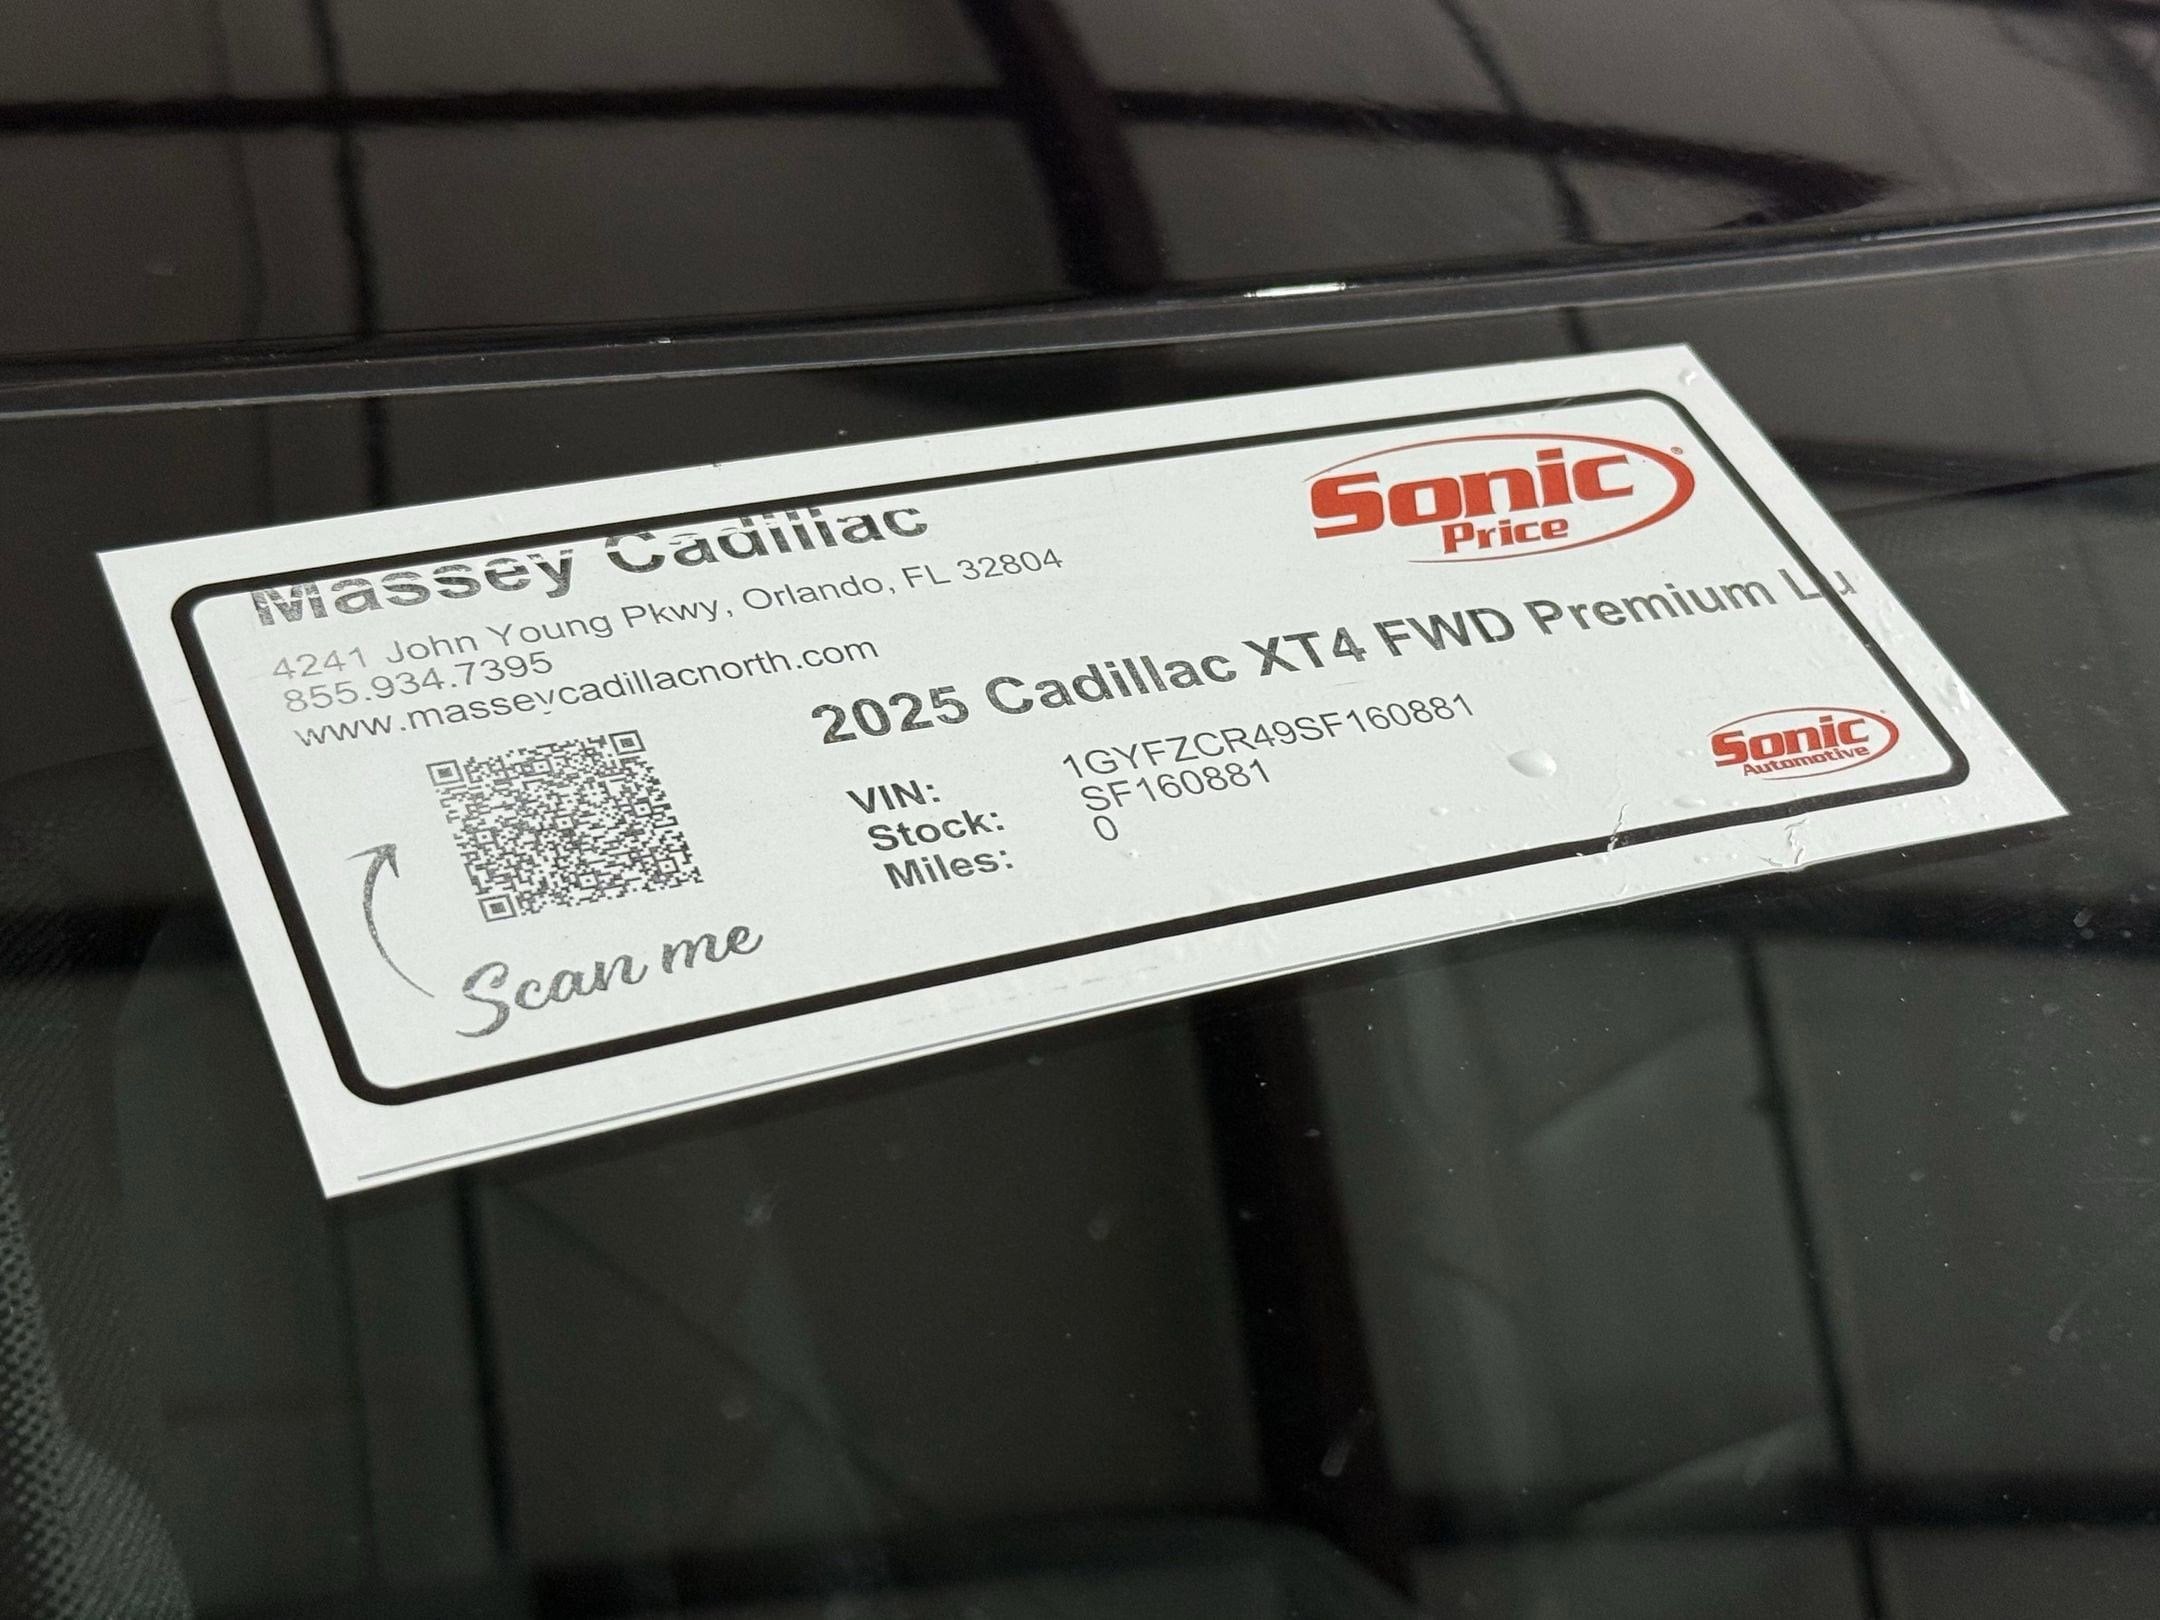 Massey Cadillac
4241 John Young Pkwy, Orlando, FL 32804
855.934.7395
www.masseycadillacnorth.com
Sonic®
Price
2025 Cadillac XT4 FWD Premium Lu
VIN: 1GYFZCR49SF160881
Stock: SF160881
Miles: 0
Scan me
Sonic®
Automotive